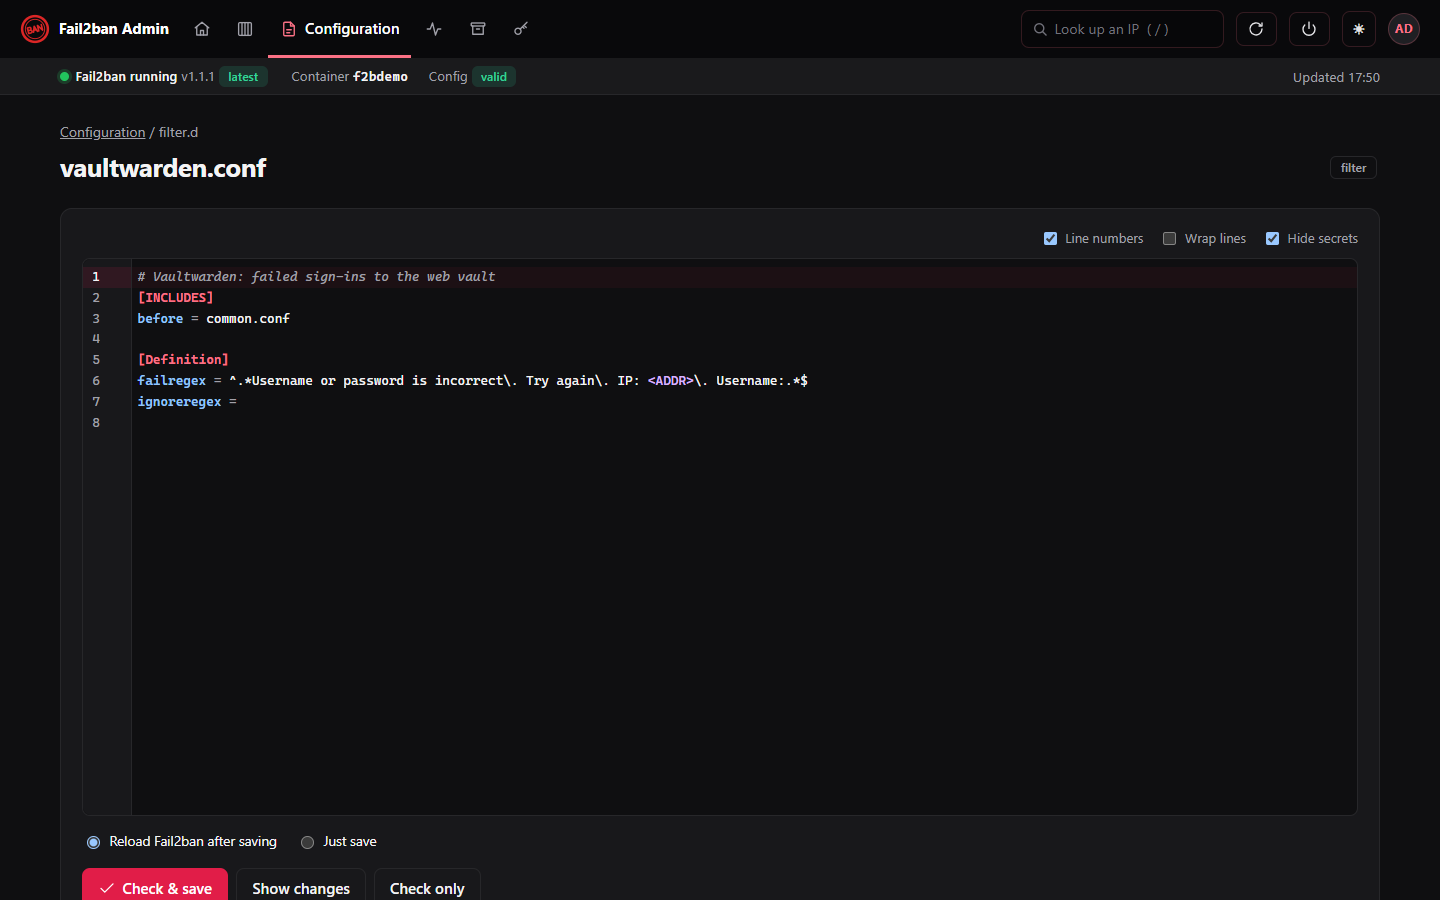 BAN
Fail2ban Admin
Configuration
Look up an IP ( / )
AD
Fail2ban running v1.1.1 latest
Container f2bdemo
Config valid
Updated 17:50
Configuration / filter.d
vaultwarden.conf
filter
Line numbers
Wrap lines
Hide secrets
1 # Vaultwarden: failed sign-ins to the web vault
2 [INCLUDES]
3 before = common.conf
4
5 [Definition]
6 failregex = ^.*Username or password is incorrect\. Try again\. IP: <ADDR>\. Username:.*$
7 ignoreregex =
8
Reload Fail2ban after saving
Just save
Check & save
Show changes
Check only